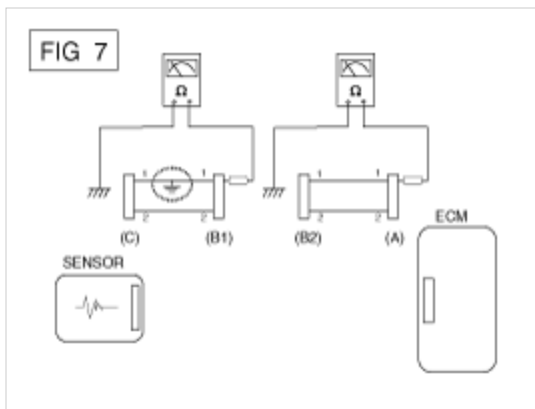 FIG 7
Ω Ω
1 1 1 1
2 2 2 2
(C) (B1) (B2) (A) ECM
SENSOR